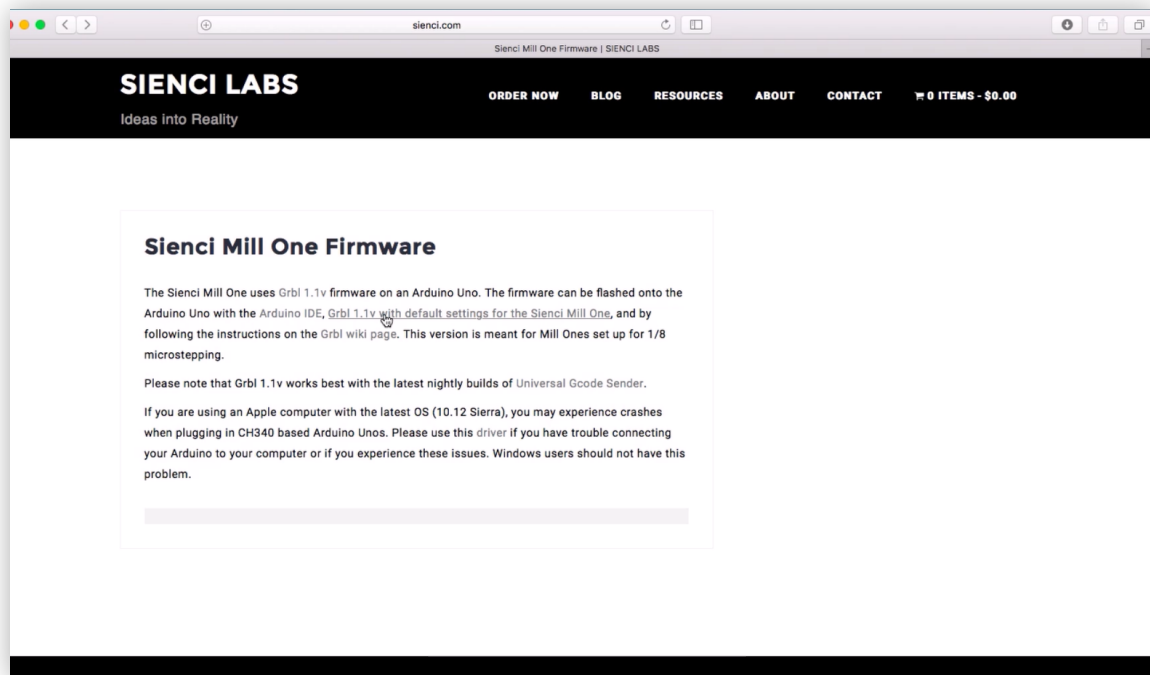 sienci.com
Sienci Mill One Firmware | SIENCI LABS
SIENCI LABS
Ideas into Reality
ORDER NOW BLOG RESOURCES ABOUT CONTACT 0 ITEMS - $0.00
Sienci Mill One Firmware
The Sienci Mill One uses Grbl 1.1v firmware on an Arduino Uno. The firmware can be flashed onto the
Arduino Uno with the Arduino IDE, Grbl 1.1v with default settings for the Sienci Mill One, and by
following the instructions on the Grbl wiki page. This version is meant for Mill Ones set up for 1/8
microstepping.
Please note that Grbl 1.1v works best with the latest nightly builds of Universal Gcode Sender.
If you are using an Apple computer with the latest OS (10.12 Sierra), you may experience crashes
when plugging in CH340 based Arduino Unos. Please use this driver if you have trouble connecting
your Arduino to your computer or if you experience these issues. Windows users should not have this
problem.